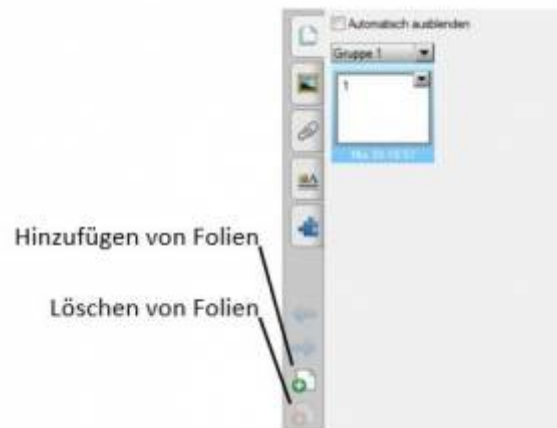 Automatisch ausblenden
Gruppe 1
1
Hinzufügen von Folien
Löschen von Folien